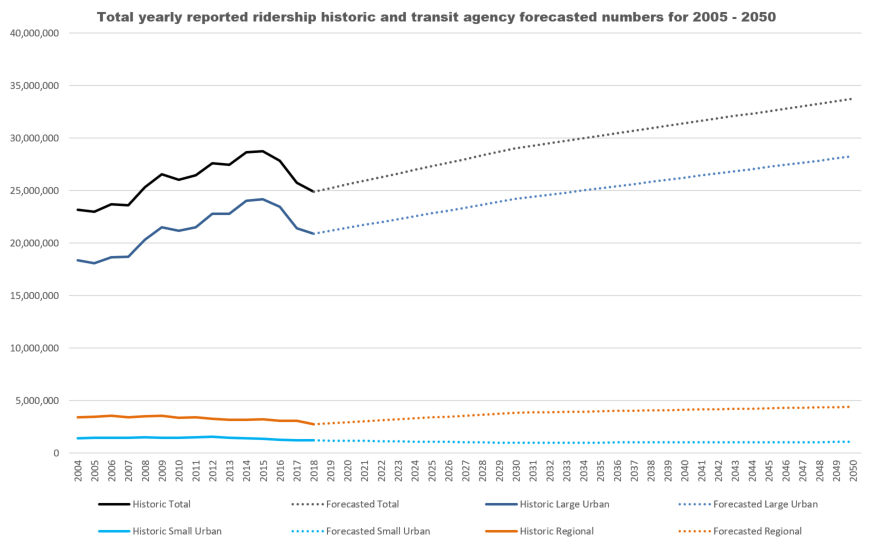 Total yearly reported ridership historic and transit agency forecasted numbers for 2005 - 2050
40,000,000
35,000,000
30,000,000
25,000,000
20,000,000
15,000,000
10,000,000
5,000,000
0
2004 2005 2006 2007 2008 2009 2010 2011 2012 2013 2014 2015 2016 2017 2018 2019 2020 2021 2022 2023 2024 2025 2026 2027 2028 2029 2030 2031 2032 2033 2034 2035 2036 2037 2038 2039 2040 2041 2042 2043 2044 2045 2046 2047 2048 2049 2050
Historic Total Forecasted Total Historic Large Urban Forecasted Large Urban
Historic Small Urban Forecasted Small Urban Historic Regional Forecasted Regional